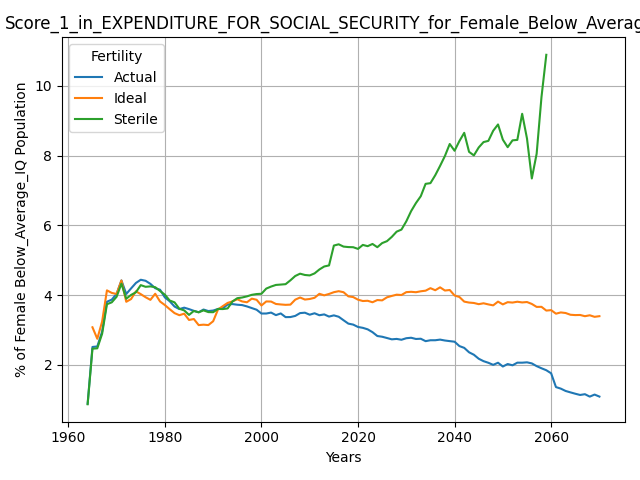 Score_1_in_EXPENDITURE_FOR_SOCIAL_SECURITY_for_Female_Below_Averag
Fertility
Actual
Ideal
Sterile
% of Female Below_Average_IQ Population
10
8
6
4
2
1960 1980 2000 2020 2040 2060
Years